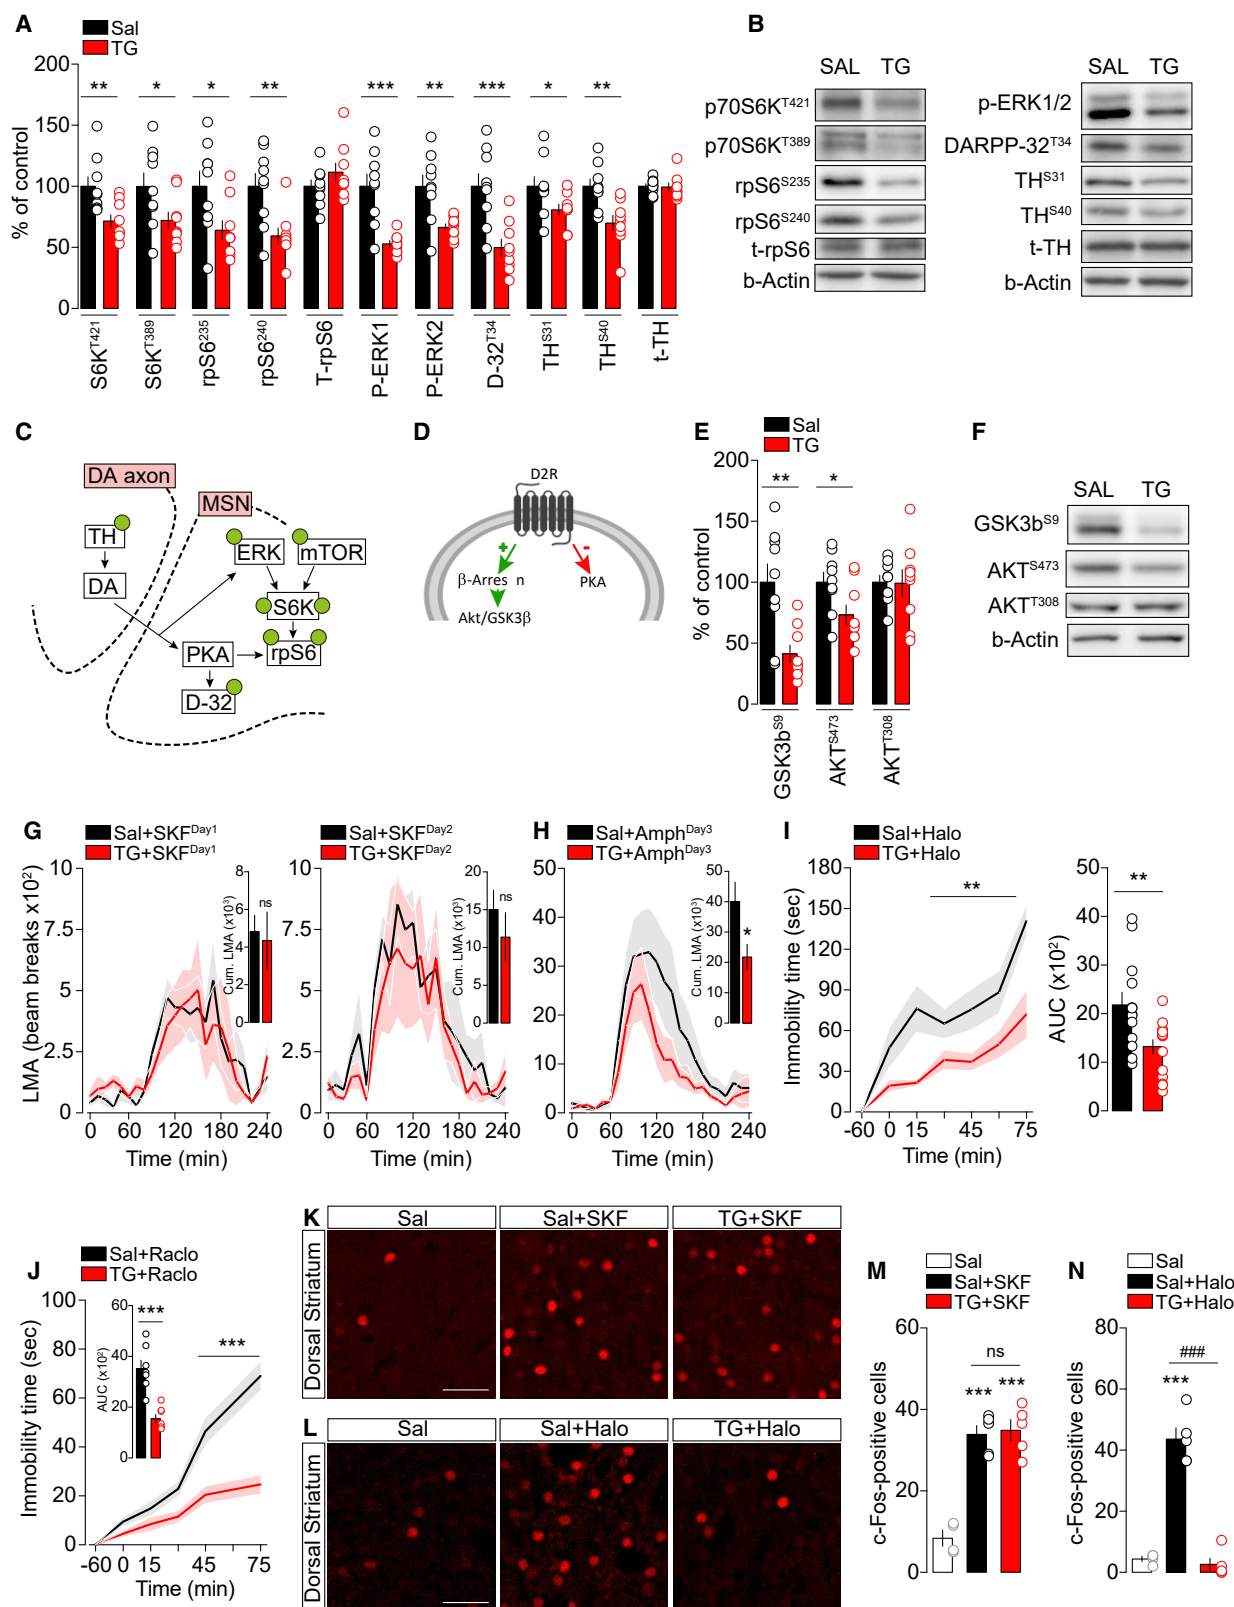 A
Sal
TG
% of control
200
150
100
50
0
** * * ** *** ** *** * **
S6K^T421
S6K^T389
rpS6^235
rpS6^240
T-rpS6
P-ERK1
P-ERK2
D-32^T34
TH^S31
TH^S40
t-TH
B
SAL TG
p70S6K^T421
p70S6K^T389
rpS6^S235
rpS6^S240
t-rpS6
b-Actin
SAL TG
p-ERK1/2
DARPP-32^T34
TH^S31
TH^S40
t-TH
b-Actin
C
DA axon
MSN
TH
ERK
mTOR
DA
S6K
PKA
rpS6
D-32
D
D2R
+
-
β-Arres n
PKA
Akt/GSK3β
E
Sal
TG
% of control
200
150
100
50
0
** *
GSK3b^S9
AKT^S473
AKT^T308
F
SAL TG
GSK3b^S9
AKT^S473
AKT^T308
b-Actin
G
Sal+SKF^Day1
TG+SKF^Day1
LMA (beam breaks x10²)
10
7.5
5
2.5
0
0 60 120 180 240
Time (min)
Cum. LMA (x10³)
8
6
4
2
0
ns
Sal+SKF^Day2
TG+SKF^Day2
10
7.5
5
2.5
0
0 60 120 180 240
Time (min)
Cum. LMA (x10³)
20
15
10
5
0
ns
H
Sal+Amph^Day3
TG+Amph^Day3
50
40
30
20
10
0
0 60 120 180 240
Time (min)
Cum. LMA (x10³)
50
40
30
20
10
0
*
I
Sal+Halo
TG+Halo
Immobility time (sec)
180
150
120
90
60
30
0
**
-60 0 15 45 75
Time (min)
AUC (x10²)
50
40
30
20
10
0
**
J
Sal+Raclo
TG+Raclo
Immobility time (sec)
100
80
60
40
20
0
***
-60 0 15 45 75
Time (min)
AUC (x10²)
60
40
20
0
***
K
Sal Sal+SKF TG+SKF
Dorsal Striatum
L
Sal Sal+Halo TG+Halo
Dorsal Striatum
M
Sal
Sal+SKF
TG+SKF
c-Fos-positive cells
60
40
20
0
ns
*** ***
N
Sal
Sal+Halo
TG+Halo
c-Fos-positive cells
80
60
40
20
0
###
***